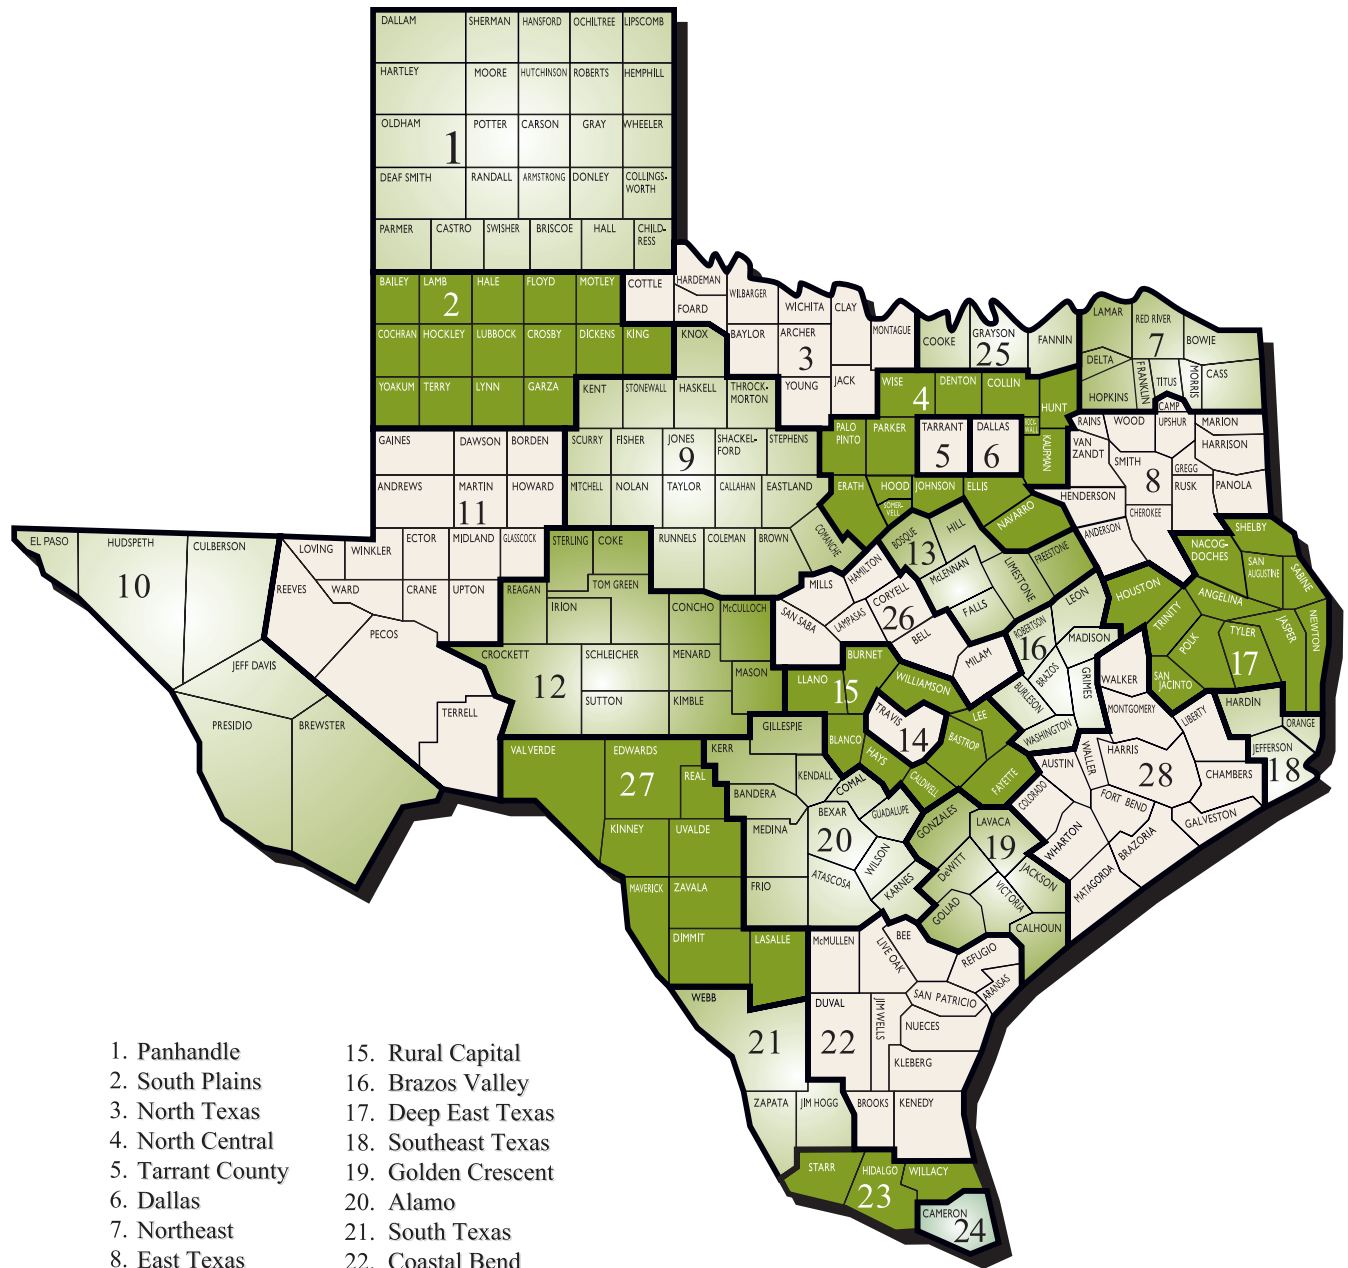 DALLAM SHERMAN HANSFORD OCHILTREE LIPSCOMB
HARTLEY MOORE HUTCHINSON ROBERTS HEMPHILL
OLDHAM POTTER CARSON GRAY WHEELER
1
DEAF SMITH RANDALL ARMSTRONG DONLEY COLLINGS-
WORTH
PARMER CASTRO SWISHER BRISCOE HALL CHILD-
RESS
BAILEY LAMB HALE FLOYD MOTLEY COTTLE HARDEMAN
2
FOARD WILBARGER WICHITA CLAY
COCHRAN HOCKLEY LUBBOCK CROSBY DICKENS KING KNOX BAYLOR ARCHER MONTAGUE
3
COOKE GRAYSON FANNIN
25
LAMAR RED RIVER BOWIE
7
DELTA FRANKLIN TITUS MORRIS CASS
HOPKINS CAMP
YOAKUM TERRY LYNN GARZA KENT STONEWALL HASKELL THROCK-
MORTON
YOUNG JACK WISE DENTON COLLIN HUNT
4
GAINES DAWSON BORDEN SCURRY FISHER JONES SHACKEL-
FORD
STEPHENS PALO
PINTO
PARKER TARRANT DALLAS ROCK-
WALL
KAUFMAN
9
5 6
RAINS WOOD UPSHUR MARION
VAN
ZANDT
HARRISON
SMITH GREGG
8
RUSK PANOLA
HENDERSON CHEROKEE
ANDERSON
ANDREWS MARTIN HOWARD MITCHELL NOLAN TAYLOR CALLAHAN EASTLAND ERATH HOOD JOHNSON ELLIS
11
SOMER-
VELL
NAVARRO
EL PASO HUDSPETH CULBERSON
10
LOVING WINKLER ECTOR MIDLAND GLASSCOCK STERLING COKE RUNNELS COLEMAN BROWN COMANCHE
BOSQUE HILL FREESTONE
13
McLENNAN LIMESTONE
FALLS
SHELBY
NACOG-
DOCHES
SAN
AUGUSTINE
SABINE
REEVES WARD CRANE UPTON REAGAN TOM GREEN
IRION CONCHO McCULLOCH
MILLS HAMILTON
SAN SABA LAMPASAS CORYELL
26
BELL
MILAM
LEON HOUSTON ANGELINA
ROBERTSON MADISON TRINITY POLK TYLER JASPER NEWTON
16 17
BRAZOS GRIMES WALKER SAN
JACINTO
BURLESON
WASHINGTON
PECOS CROCKETT SCHLEICHER MENARD MASON
12
SUTTON KIMBLE
LLANO BURNET WILLIAMSON
15
TRAVIS
14
LEE
BASTROP
BLANCO HAYS CALDWELL FAYETTE
JEFF DAVIS
PRESIDIO BREWSTER TERRELL
GILLESPIE
MONTGOMERY LIBERTY HARDIN ORANGE
JEFFERSON
18
AUSTIN WALLER HARRIS
28
CHAMBERS
COLORADO FORT BEND GALVESTON
WHARTON BRAZORIA
MATAGORDA
VAL VERDE EDWARDS KERR
27
REAL KENDALL COMAL
BANDERA
KINNEY UVALDE MEDINA BEXAR GUADALUPE GONZALES LAVACA
20 19
WILSON
MAVERICK ZAVALA FRIO ATASCOSA KARNES DeWITT JACKSON
VICTORIA
GOLIAD
CALHOUN
DIMMIT LASALLE McMULLEN BEE
LIVE OAK REFUGIO
ARANSAS
WEBB DUVAL JIM WELLS SAN PATRICIO
21 22
NUECES
KLEBERG
ZAPATA JIM HOGG BROOKS KENEDY
STARR HIDALGO WILLACY
23
CAMERON
24
1. Panhandle
2. South Plains
3. North Texas
4. North Central
5. Tarrant County
6. Dallas
7. Northeast
8. East Texas
15. Rural Capital
16. Brazos Valley
17. Deep East Texas
18. Southeast Texas
19. Golden Crescent
20. Alamo
21. South Texas
22. Coastal Bend